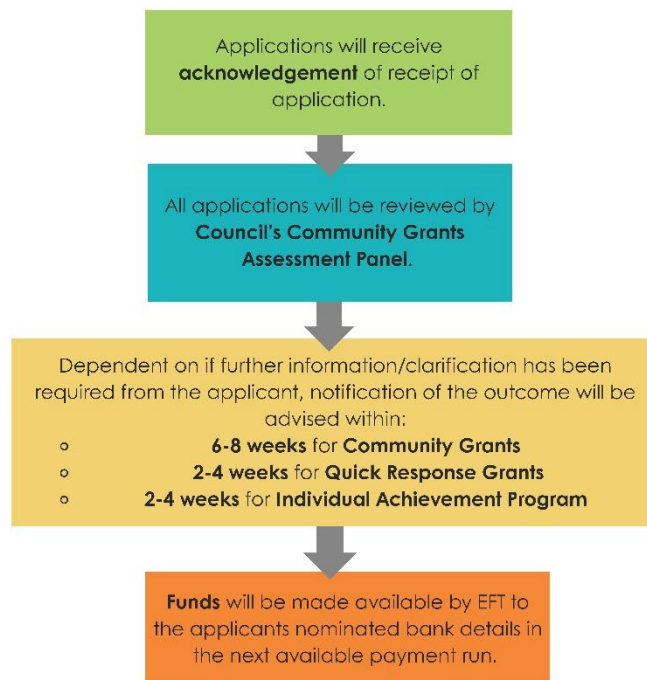 Applications will receive
acknowledgement of receipt of
application.
All applications will be reviewed by
Council's Community Grants
Assessment Panel.
Dependent on if further information/clarification has been
required from the applicant, notification of the outcome will be
advised within:
o 6-8 weeks for Community Grants
o 2-4 weeks for Quick Response Grants
o 2-4 weeks for Individual Achievement Program
Funds will be made available by EFT to
the applicants nominated bank details in
the next available payment run.